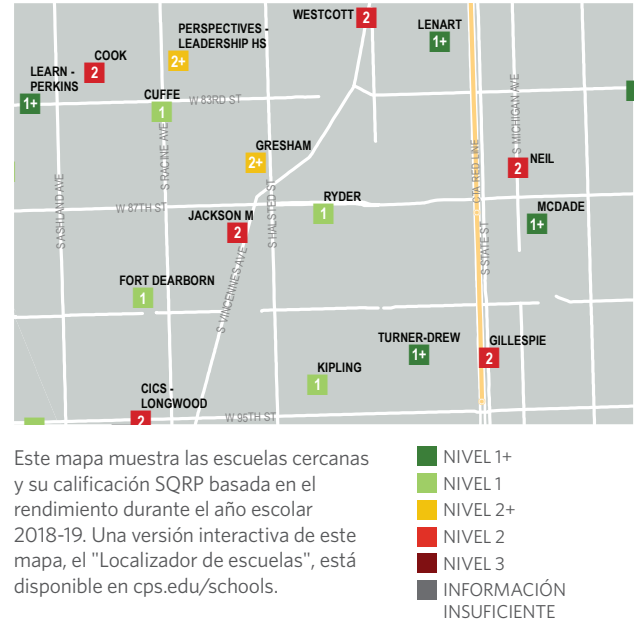 WESTCOTT
2
LENART
1+
PERSPECTIVES -
LEADERSHIP HS
2+
COOK
2
LEARN -
PERKINS
1+
CUFFE
1
W 83RD ST
S RACINE AVE
S MICHIGAN AVE
CTA RED LINE
GRESHAM
2+
NEIL
2
S ASHLAND AVE
S HALSTED ST
RYDER
1
W 87TH ST
MCDADE
1+
JACKSON M
2
S STATE ST
S VINCENNES AVE
FORT DEARBORN
1
TURNER-DREW
1+
GILLESPIE
2
KIPLING
1
CICS -
LONGWOOD
2
W 95TH ST
Este mapa muestra las escuelas cercanas
y su calificación SQRP basada en el
rendimiento durante el año escolar
2018-19. Una versión interactiva de este
mapa, el "Localizador de escuelas", está
disponible en cps.edu/schools.
NIVEL 1+
NIVEL 1
NIVEL 2+
NIVEL 2
NIVEL 3
INFORMACIÓN
INSUFICIENTE